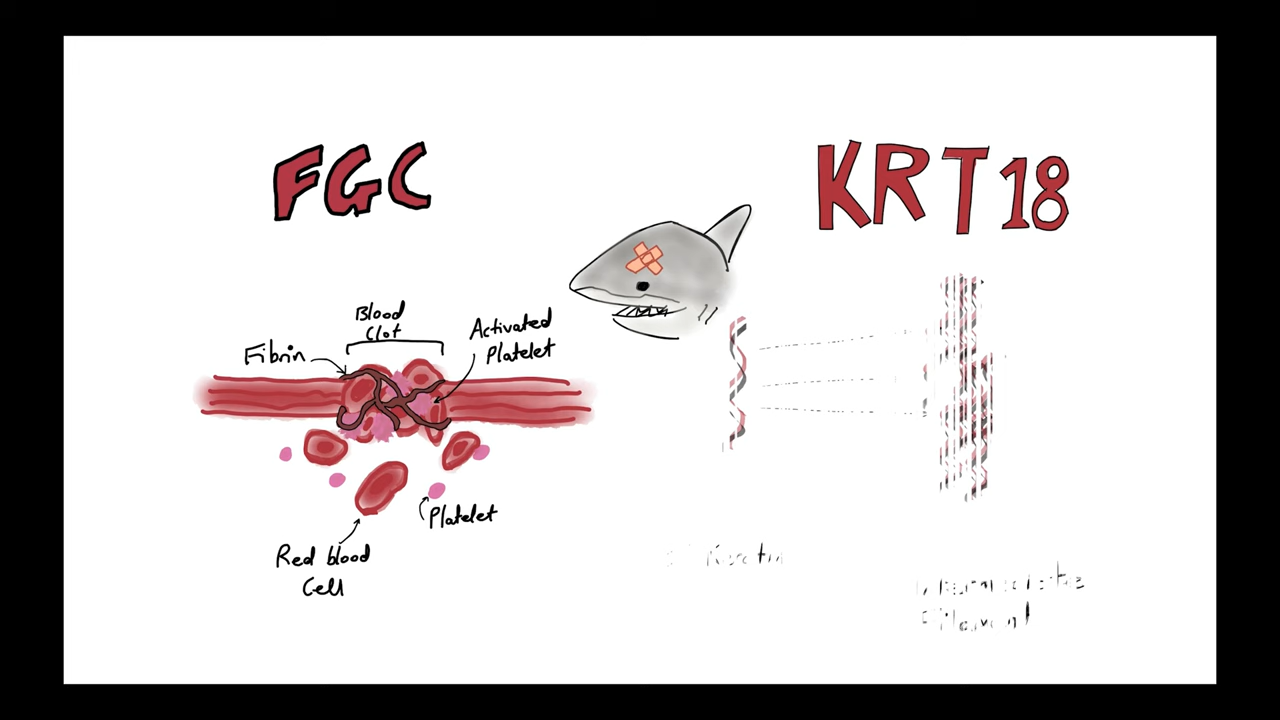 FGC
KRT18
Blood
Clot
Activated
Platelet
Fibrin
Platelet
Red blood
Cell